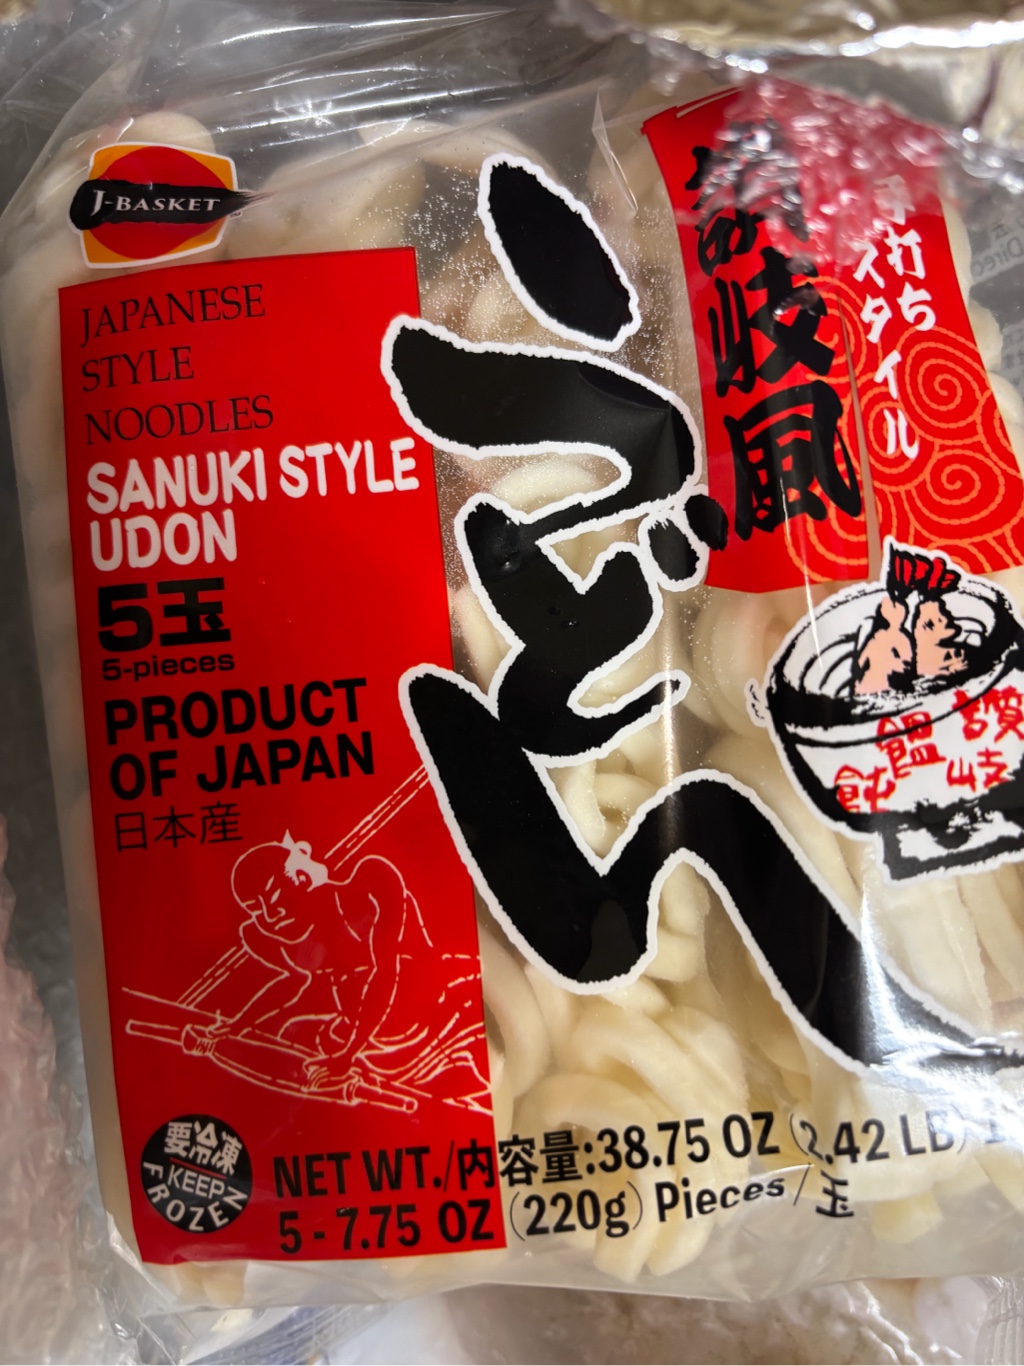 J-BASKET
JAPANESE
STYLE
NOODLES
SANUKI STYLE
UDON
5玉
5-pieces
PRODUCT
OF JAPAN
日本産
うどん
讃岐風
手打ち
スタイル
讃岐
饂飩
要冷凍
KEEP
FROZEN
NET WT./内容量:38.75 OZ (2.42 LB)
5 - 7.75 OZ (220g) Pieces/玉